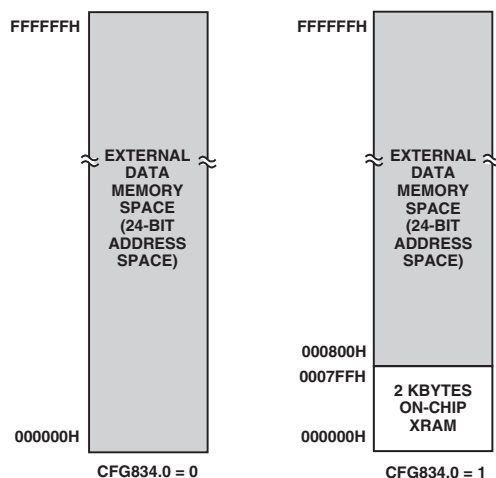 FFFFFFH
EXTERNAL
DATA
MEMORY
SPACE
(24-BIT
ADDRESS
SPACE)
000000H
CFG834.0 = 0
FFFFFFH
EXTERNAL
DATA
MEMORY
SPACE
(24-BIT
ADDRESS
SPACE)
000800H
0007FFH
2 KBYTES
ON-CHIP
XRAM
000000H
CFG834.0 = 1